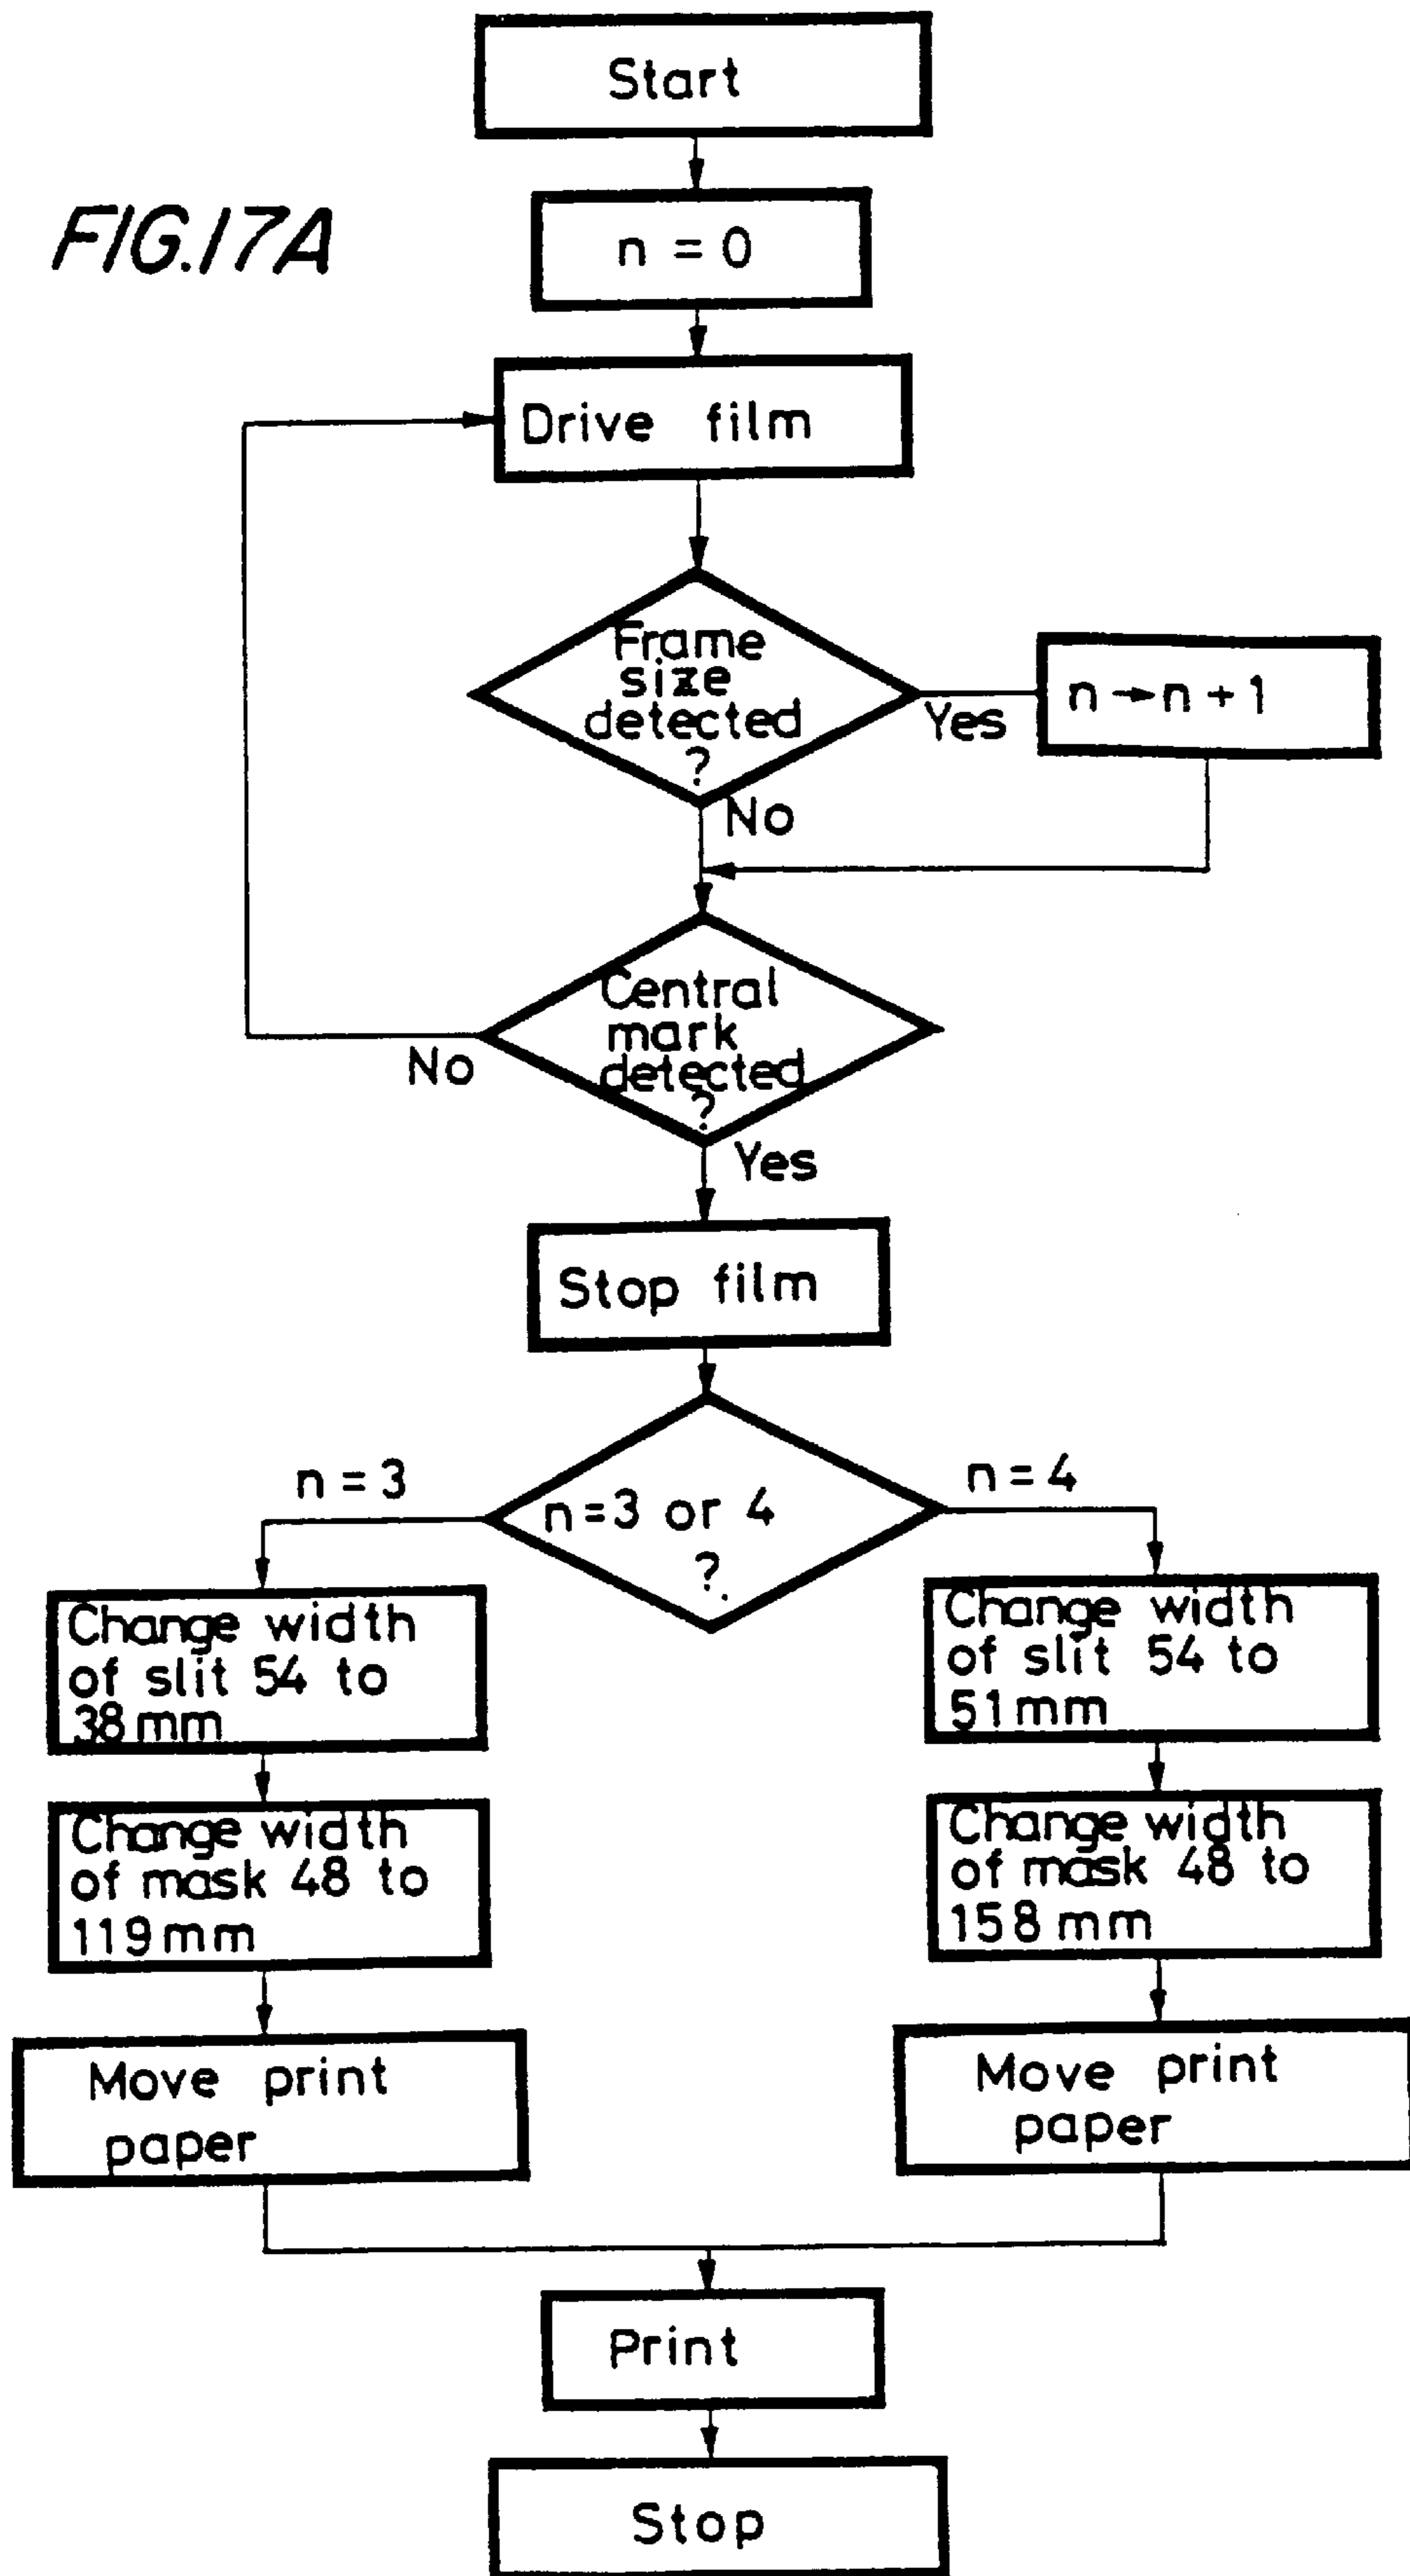 Start
FIG.17A
n = 0
Drive film
Frame
size
detected
?
Yes
n → n + 1
No
Central
mark
detected
?
No
Yes
Stop film
n = 3
n=3 or 4
?
n = 4
Change width
of slit 54 to
38 mm
Change width
of slit 54 to
51 mm
Change width
of mask 48 to
119 mm
Change width
of mask 48 to
158 mm
Move print
paper
Move print
paper
Print
Stop